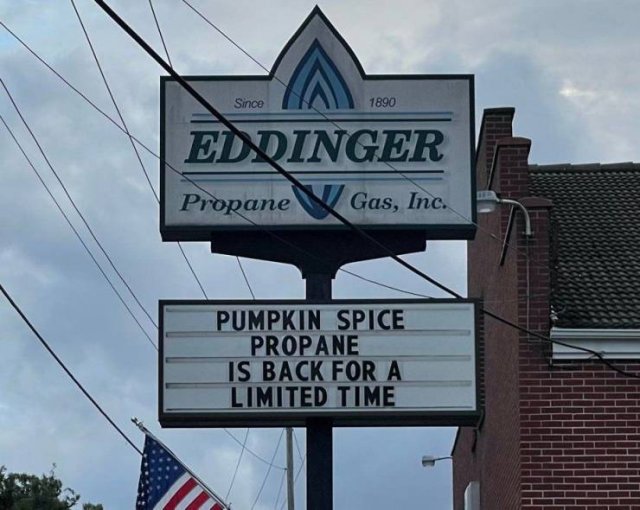 Since 1890
EDDINGER
Propane Gas, Inc.
PUMPKIN SPICE
PROPANE
IS BACK FOR A
LIMITED TIME